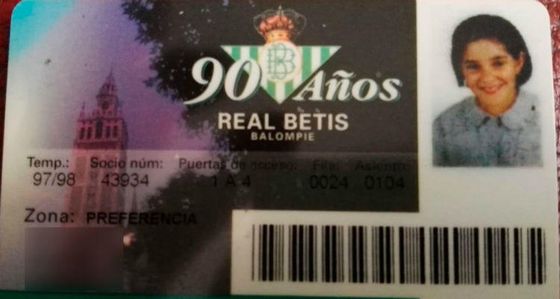 90 Años
REAL BETIS
BALOMPIE
Temp.: Socio núm: Puertas de acceso: Fila: Asiento:
97/98 43934 1 A 4 0024 0104
Zona: PREFERENCIA